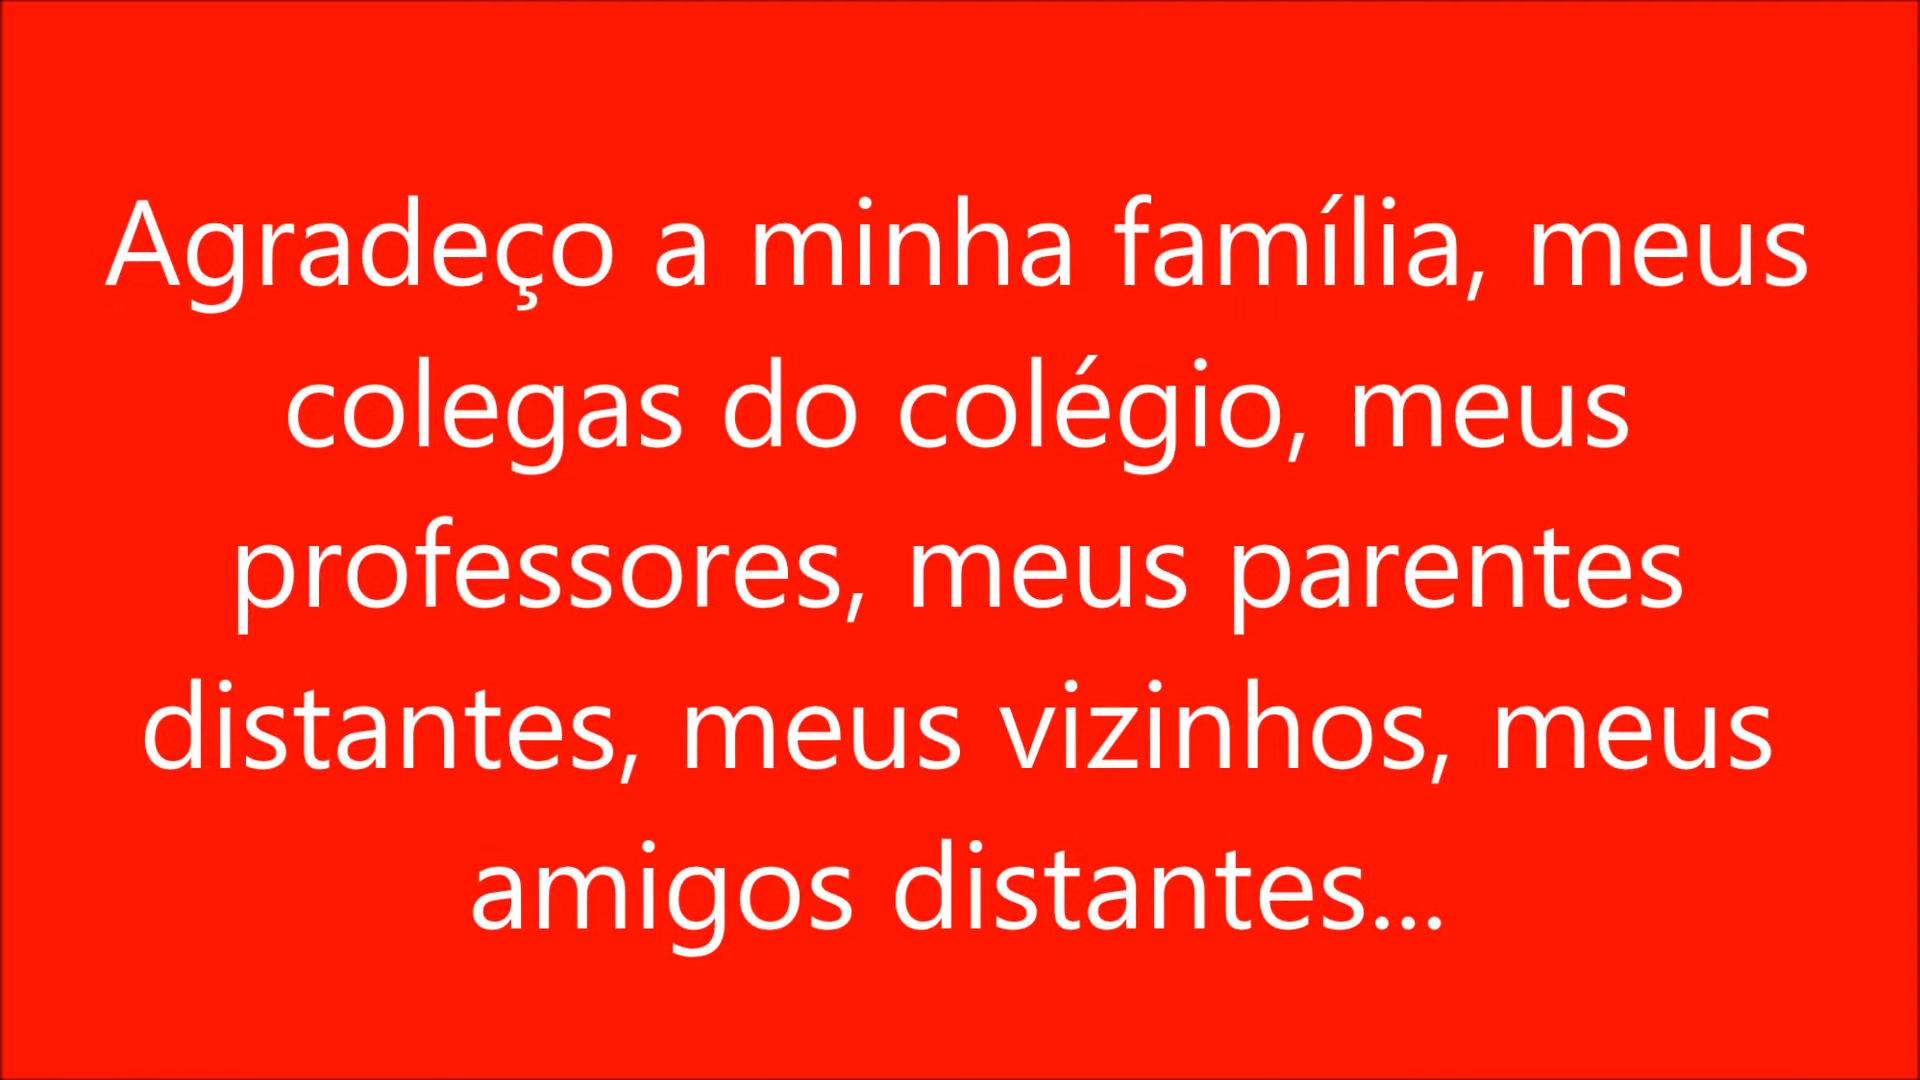 Agradeço a minha família, meus
colegas do colégio, meus
professores, meus parentes
distantes, meus vizinhos, meus
amigos distantes...